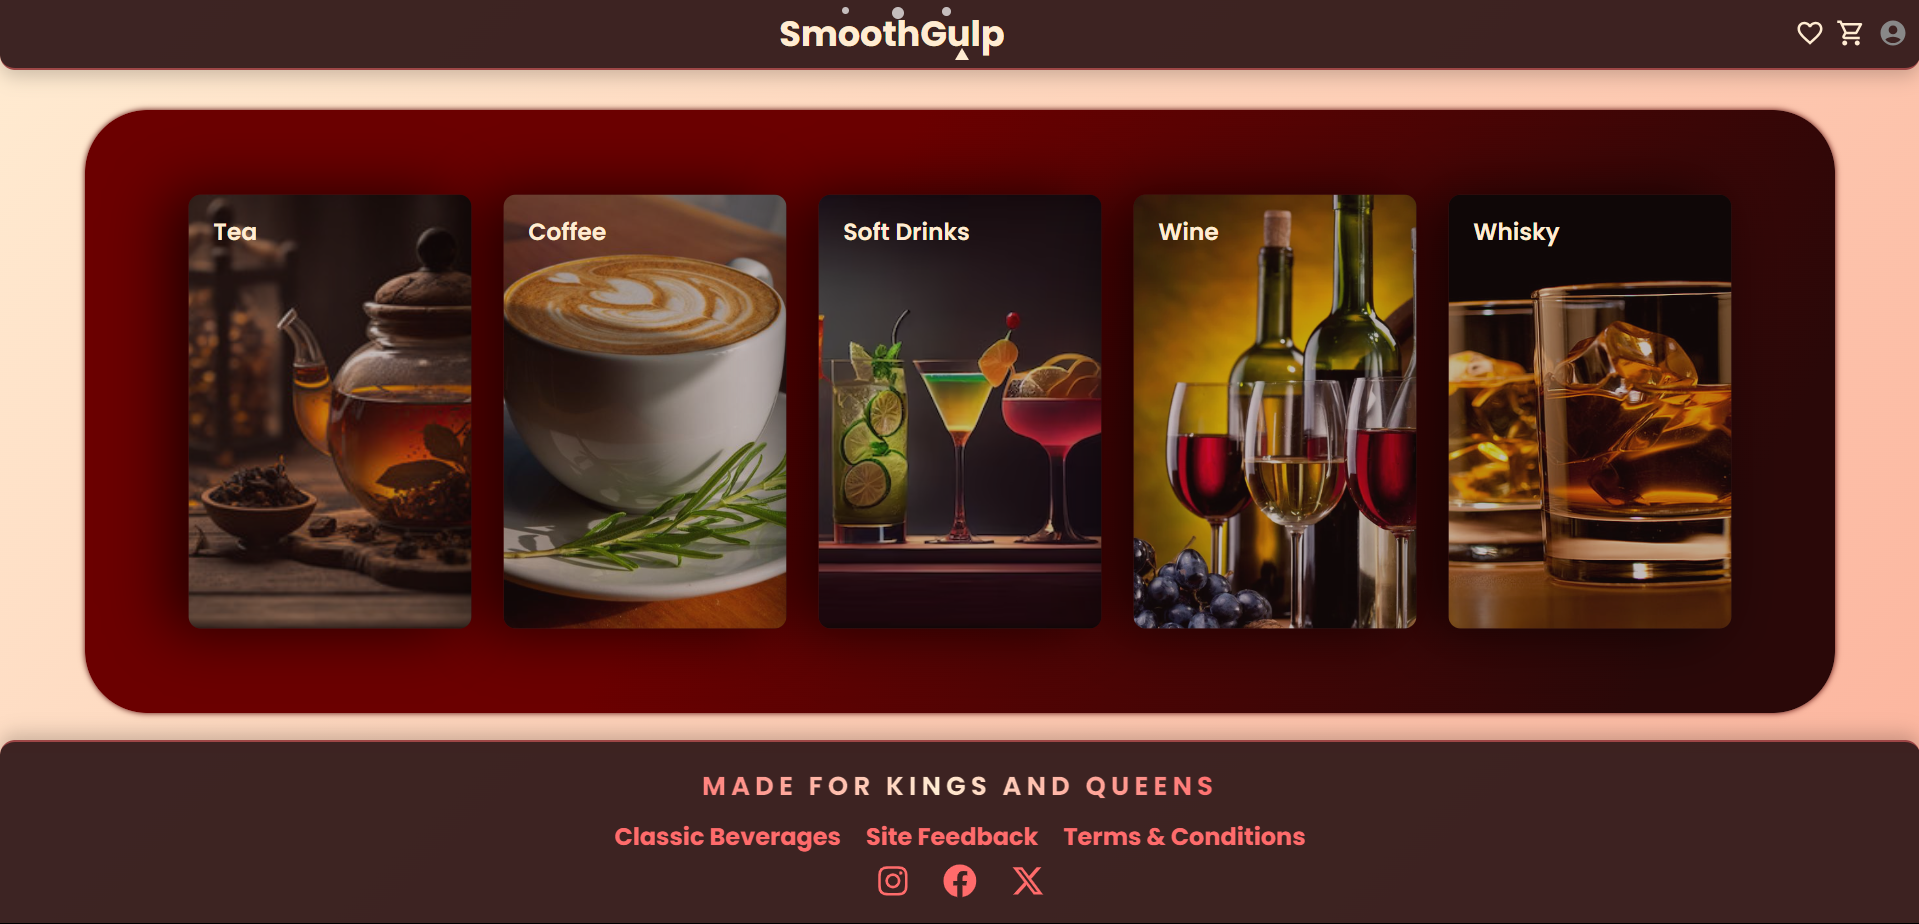 SmoothGulp
Tea
Coffee
Soft Drinks
Wine
Whisky
MADE FOR KINGS AND QUEENS
Classic Beverages Site Feedback Terms & Conditions